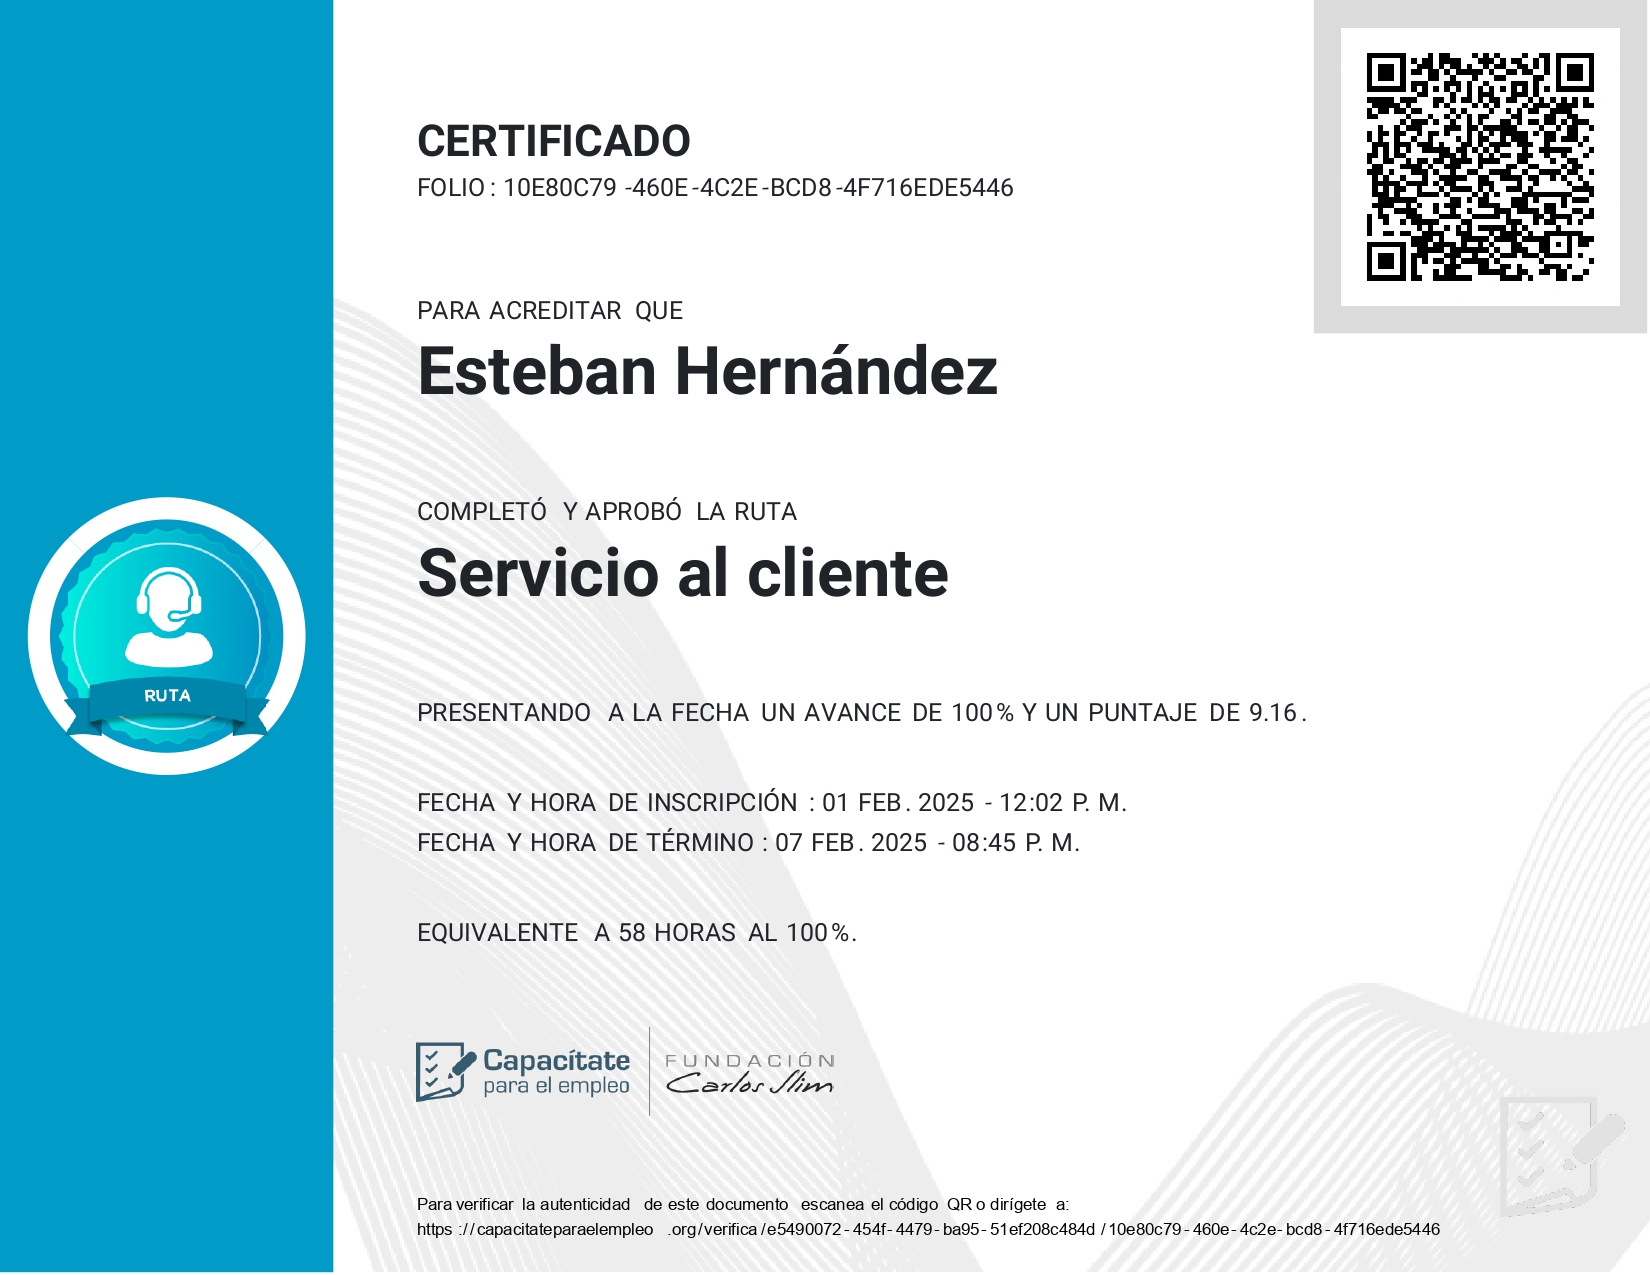 CERTIFICADO
FOLIO: 10E80C79-460E-4C2E-BCD8-4F716EDE5446
PARA ACREDITAR QUE
Esteban Hernández
COMPLETÓ Y APROBÓ LA RUTA
Servicio al cliente
RUTA
PRESENTANDO A LA FECHA UN AVANCE DE 100% Y UN PUNTAJE DE 9.16.
FECHA Y HORA DE INSCRIPCIÓN : 01 FEB. 2025 - 12:02 P. M.
FECHA Y HORA DE TÉRMINO : 07 FEB. 2025 - 08:45 P. M.
EQUIVALENTE A 58 HORAS AL 100%.
Capacítate
para el empleo
FUNDACIÓN
Carlos Slim
Para verificar la autenticidad de este documento escanea el código QR o dirígete a:
https://capacitateparaelempleo.org/verifica/e5490072-454f-4479-ba95-51ef208c484d/10e80c79-460e-4c2e-bcd8-4f716ede5446